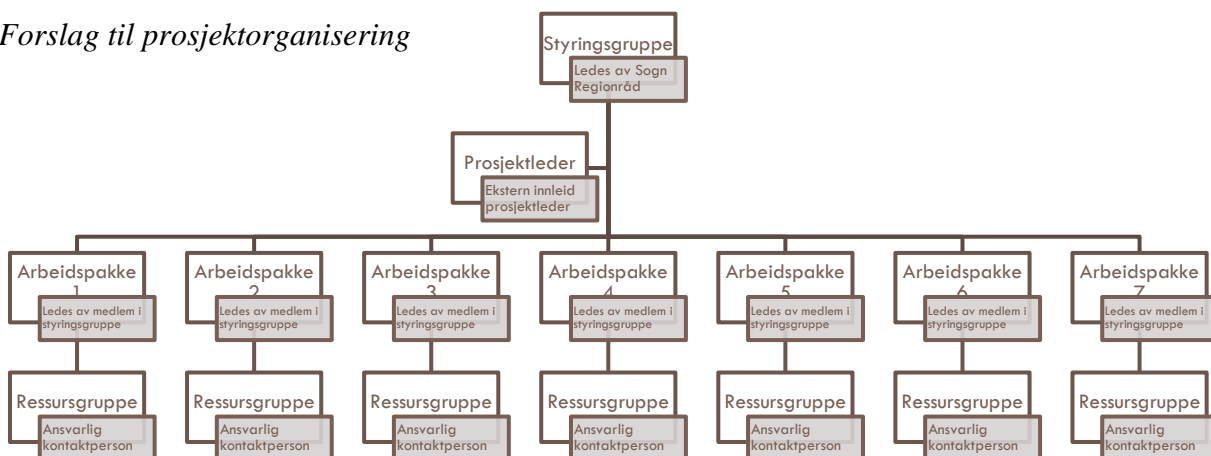 Forslag til prosjektorganisering
Styringsgruppe
Ledes av Sogn
Regionråd
Prosjektleder
Ekstern innleid
prosjektleder
Arbeidspakke
1
Ledes av medlem i
styringsgruppe
Arbeidspakke
2
Ledes av medlem i
styringsgruppe
Arbeidspakke
3
Ledes av medlem i
styringsgruppe
Arbeidspakke
4
Ledes av medlem i
styringsgruppe
Arbeidspakke
5
Ledes av medlem i
styringsgruppe
Arbeidspakke
6
Ledes av medlem i
styringsgruppe
Arbeidspakke
7
Ledes av medlem i
styringsgruppe
Ressursgruppe
Ansvarlig
kontaktperson
Ressursgruppe
Ansvarlig
kontaktperson
Ressursgruppe
Ansvarlig
kontaktperson
Ressursgruppe
Ansvarlig
kontaktperson
Ressursgruppe
Ansvarlig
kontaktperson
Ressursgruppe
Ansvarlig
kontaktperson
Ressursgruppe
Ansvarlig
kontaktperson